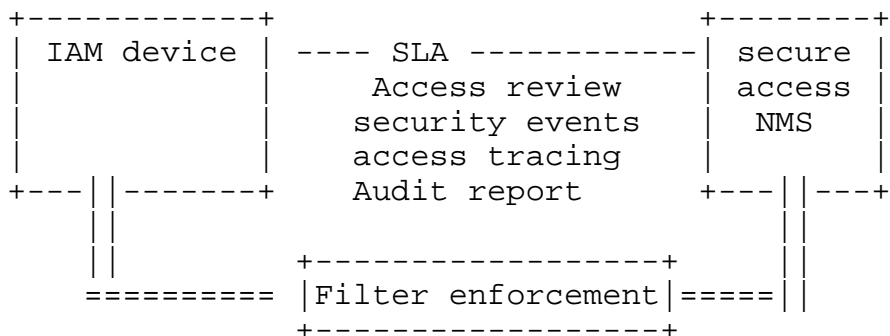 IAM device ---- SLA ------------ secure
Access review access
security events NMS
access tracing
Audit report
Filter enforcement